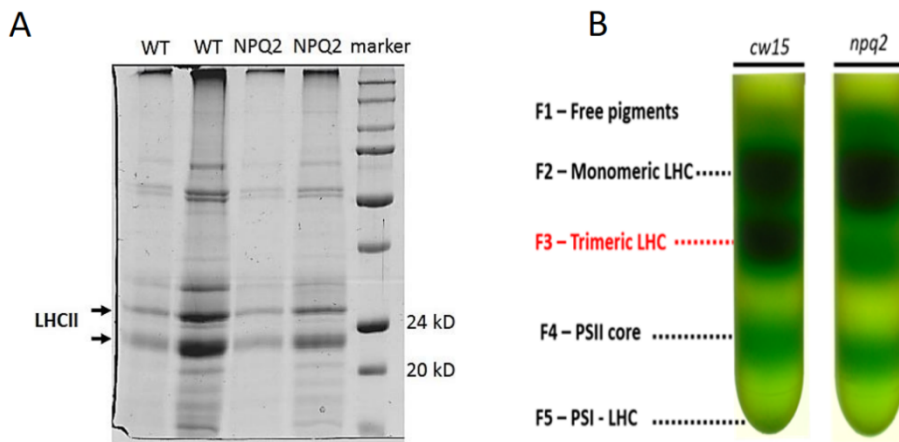 A
WT WT NPQ2 NPQ2 marker
LHCII
24 kD
20 kD
B
cw15 npq2
F1 – Free pigments
F2 – Monomeric LHC
F3 – Trimeric LHC
F4 – PSII core
F5 – PSI - LHC